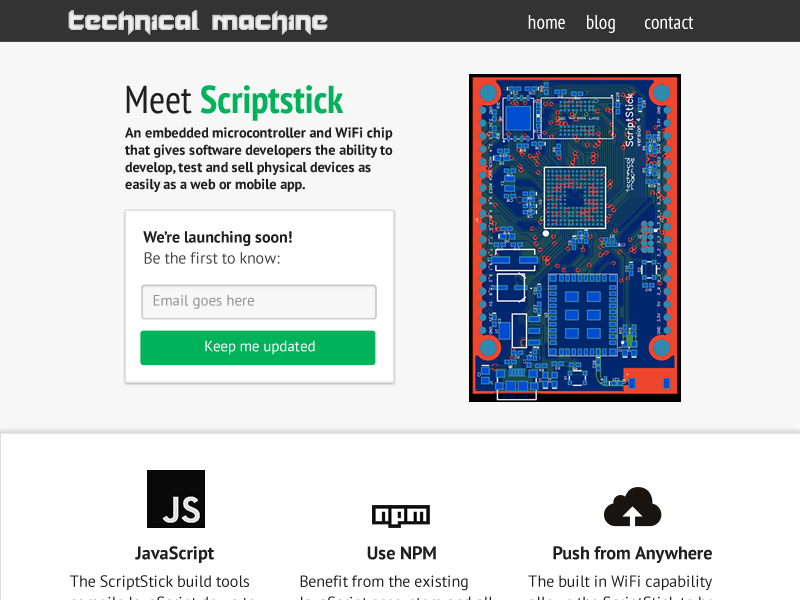 technical machine
home blog contact
Meet Scriptstick
An embedded microcontroller and WiFi chip
that gives software developers the ability to
develop, test and sell physical devices as
easily as a web or mobile app.
We're launching soon!
Be the first to know:
Email goes here
Keep me updated
ScriptStick
version 4
technical
machine
JS
npm
JavaScript
Use NPM
Push from Anywhere
The ScriptStick build tools
Benefit from the existing
The built in WiFi capability